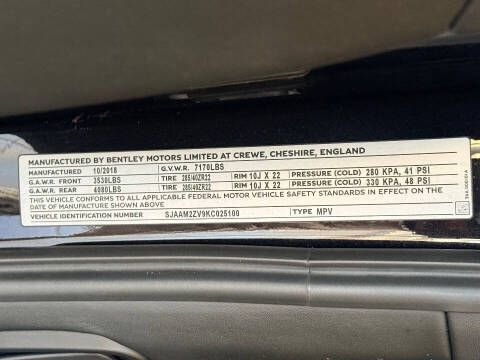 MANUFACTURED BY BENTLEY MOTORS LIMITED AT CREWE, CHESHIRE, ENGLAND
10/2018 G.V.W.R. 7170LBS
G.A.W.R. FRONT 3530LBS TIRE 285/40ZR22 RIM 10J X 22 PRESSURE (COLD) 280 KPA, 41 PSI
G.A.W.R. REAR 4080LBS TIRE 285/40ZR22 RIM 10J X 22 PRESSURE (COLD) 330 KPA, 48 PSI
THIS VEHICLE CONFORMS TO ALL APPLICABLE FEDERAL MOTOR VEHICLE SAFETY STANDARDS IN EFFECT ON THE
DATE OF MANUFACTURE SHOWN ABOVE
VEHICLE IDENTIFICATION NUMBER SJAAM2ZV9KC025100 TYPE MPV